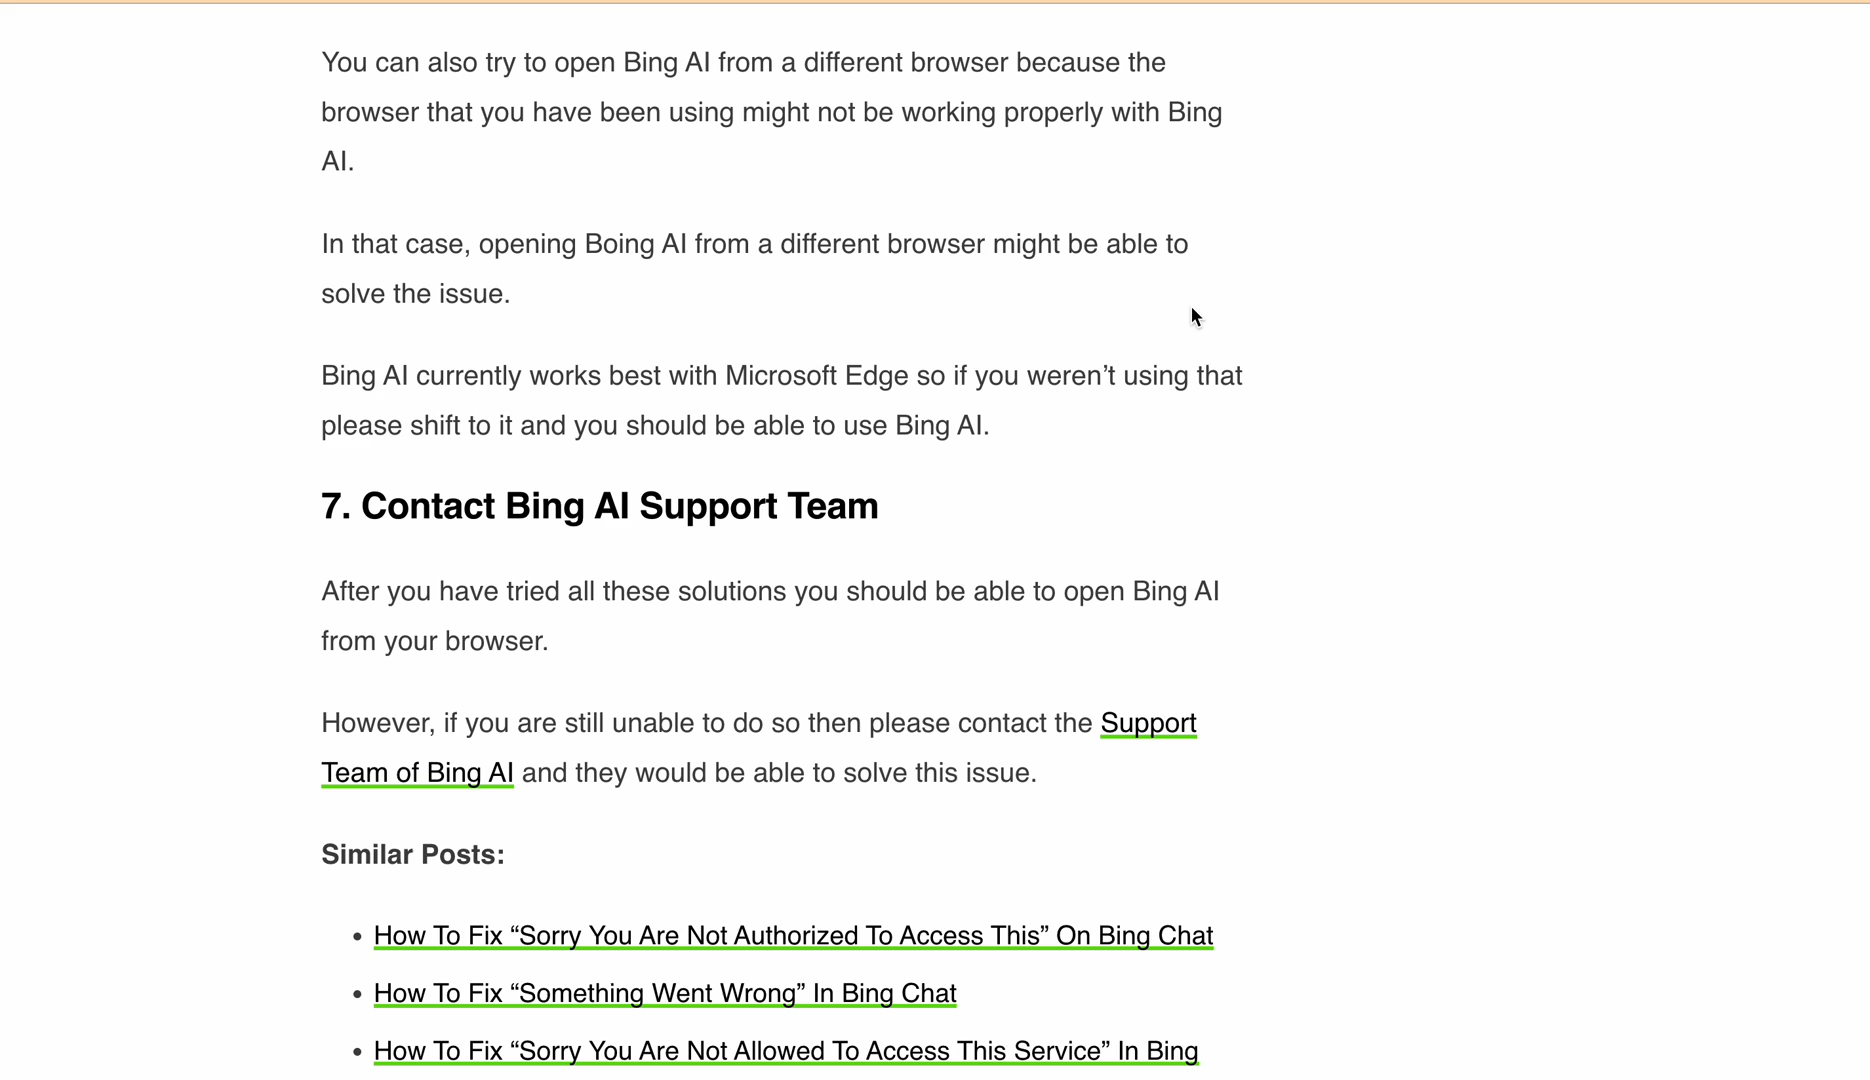 You can also try to open Bing AI from a different browser because the
browser that you have been using might not be working properly with Bing
AI.
In that case, opening Boing AI from a different browser might be able to
solve the issue.
Bing AI currently works best with Microsoft Edge so if you weren’t using that
please shift to it and you should be able to use Bing AI.
7. Contact Bing AI Support Team
After you have tried all these solutions you should be able to open Bing AI
from your browser.
However, if you are still unable to do so then please contact the Support
Team of Bing AI and they would be able to solve this issue.
Similar Posts:
• How To Fix “Sorry You Are Not Authorized To Access This” On Bing Chat
• How To Fix “Something Went Wrong” In Bing Chat
• How To Fix “Sorry You Are Not Allowed To Access This Service” In Bing